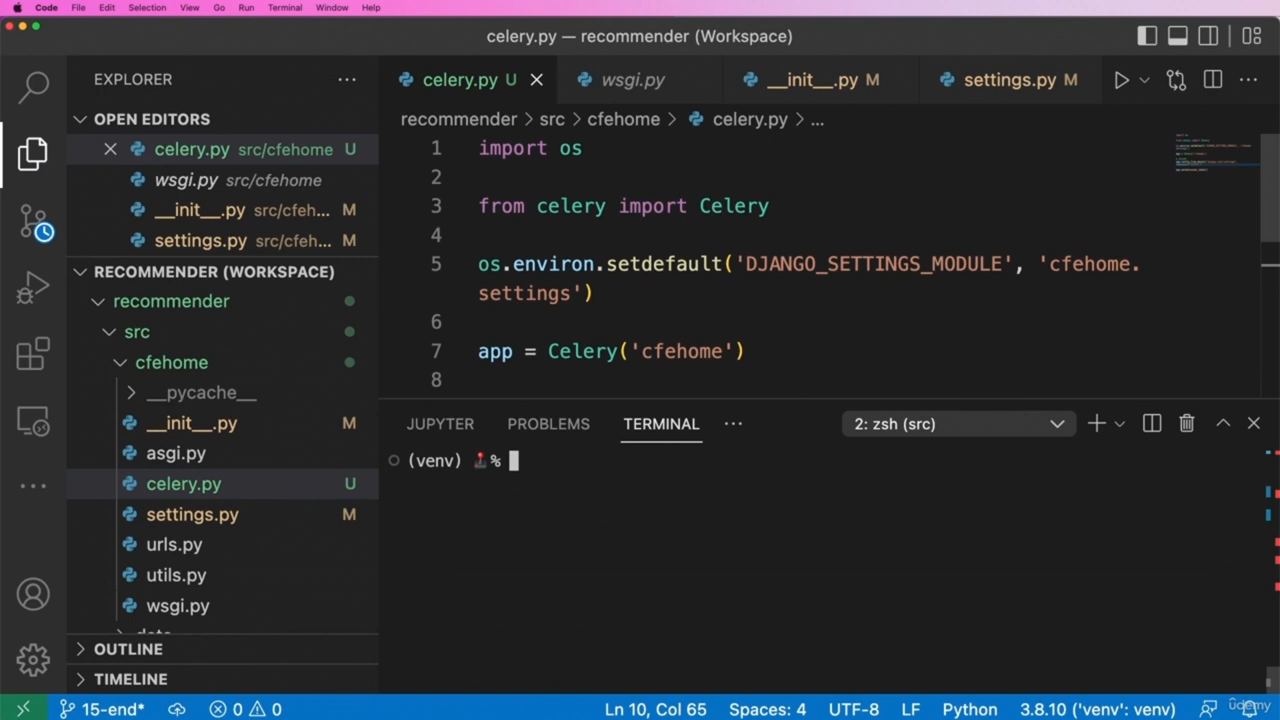 Code File Edit Selection View Go Run Terminal Window Help
celery.py — recommender (Workspace)
EXPLORER
celery.py U
wsgi.py
__init__.py M
settings.py M
OPEN EDITORS
recommender > src > cfehome > celery.py > ...
celery.py src/cfehome U
wsgi.py src/cfehome
__init__.py src/cfeh... M
settings.py src/cfeh... M
RECOMMENDER (WORKSPACE)
recommender
src
cfehome
__pycache__
__init__.py M
asgi.py
celery.py U
settings.py M
urls.py
utils.py
wsgi.py
OUTLINE
TIMELINE
1 import os
2
3 from celery import Celery
4
5 os.environ.setdefault('DJANGO_SETTINGS_MODULE', 'cfehome.
settings')
6
7 app = Celery('cfehome')
8
JUPYTER PROBLEMS TERMINAL ... 2: zsh (src)
(venv) 🕹️%
15-end* 0 0 Ln 10, Col 65 Spaces: 4 UTF-8 LF Python 3.8.10 ('venv': venv)
udemy